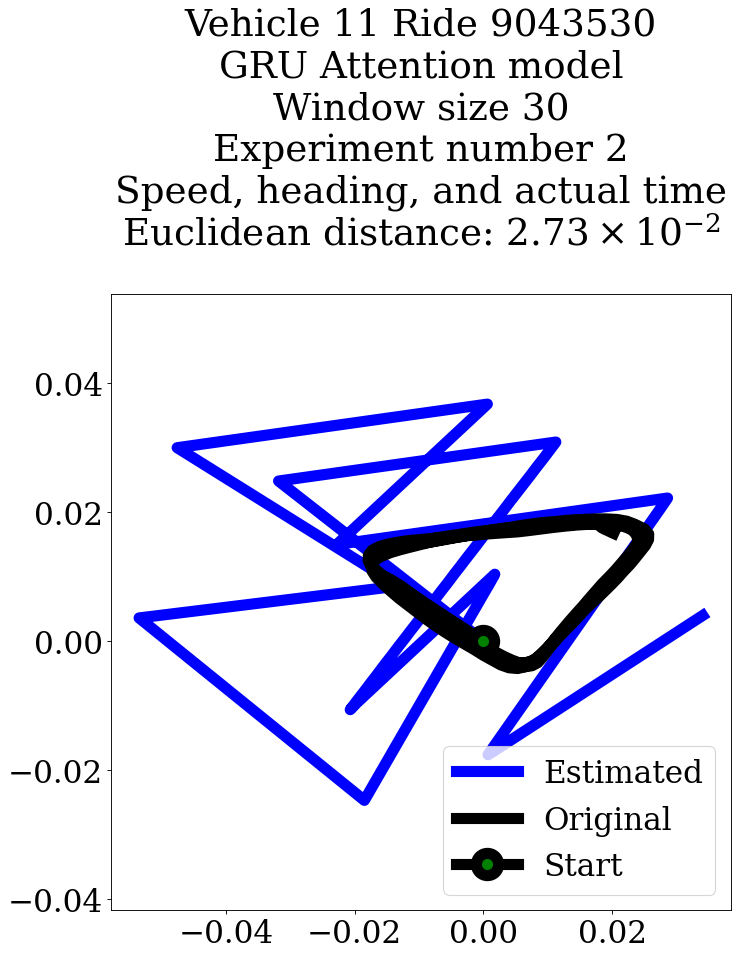 Vehicle 11 Ride 9043530
GRU Attention model
Window size 30
Experiment number 2
Speed, heading, and actual time
Euclidean distance: 2.73 × 10⁻²
0.04
0.02
0.00
−0.02
−0.04
Estimated
Original
Start
−0.04 −0.02 0.00 0.02